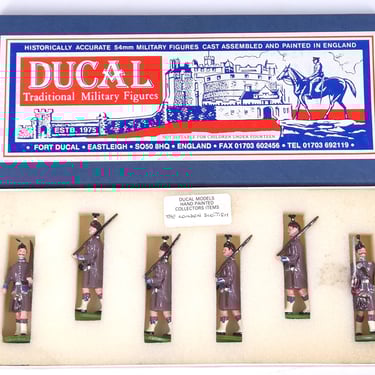 HISTORICALLY ACCURATE 54mm MILITARY FIGURES CAST ASSEMBLED AND PAINTED IN ENGLAND
DUCAL
Traditional Military Figures
ESTB. 1975
NOT SUITABLE FOR CHILDREN UNDER FOURTEEN
• FORT DUCAL • EASTLEIGH • SO50 8HQ • ENGLAND • FAX 01703 602456 • TEL 01703 692119 •
DUCAL MODELS
HAND PAINTED
COLLECTORS ITEMS
LONDON SCOTTISH